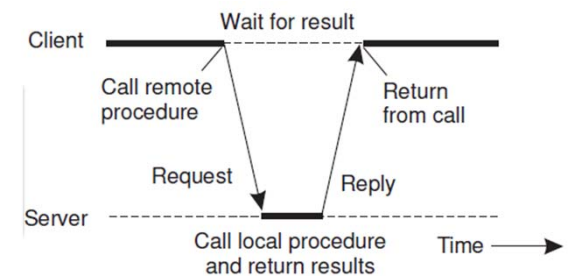 Wait for result
Client
Call remote
procedure
Return
from call
Request
Reply
Server
Call local procedure
and return results
Time